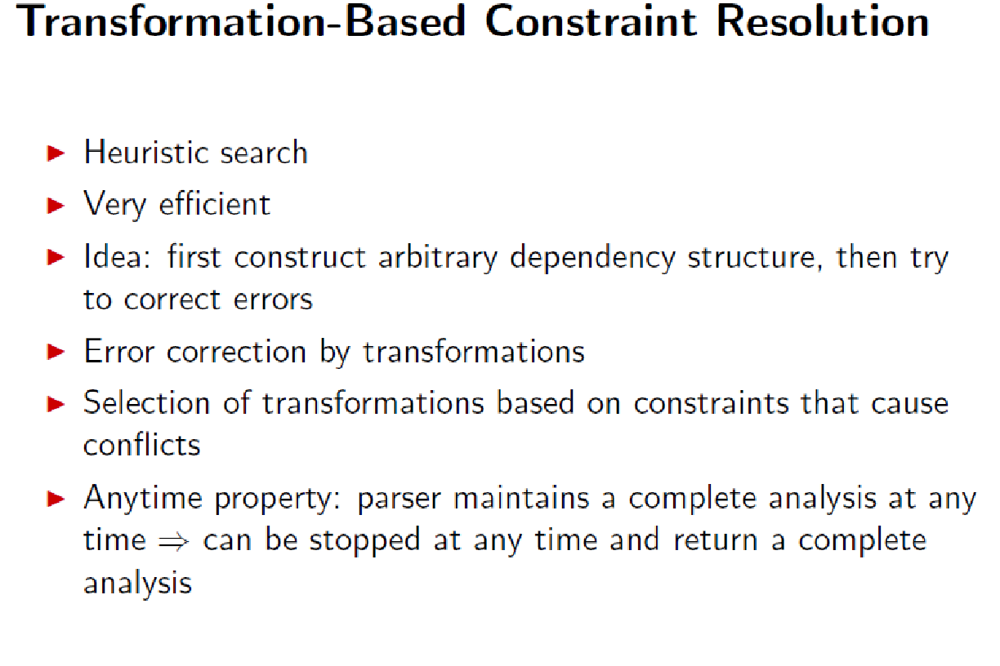 Transformation-Based Constraint Resolution
► Heuristic search
► Very efficient
► Idea: first construct arbitrary dependency structure, then try
to correct errors
► Error correction by transformations
► Selection of transformations based on constraints that cause
conflicts
► Anytime property: parser maintains a complete analysis at any
time ⇒ can be stopped at any time and return a complete
analysis